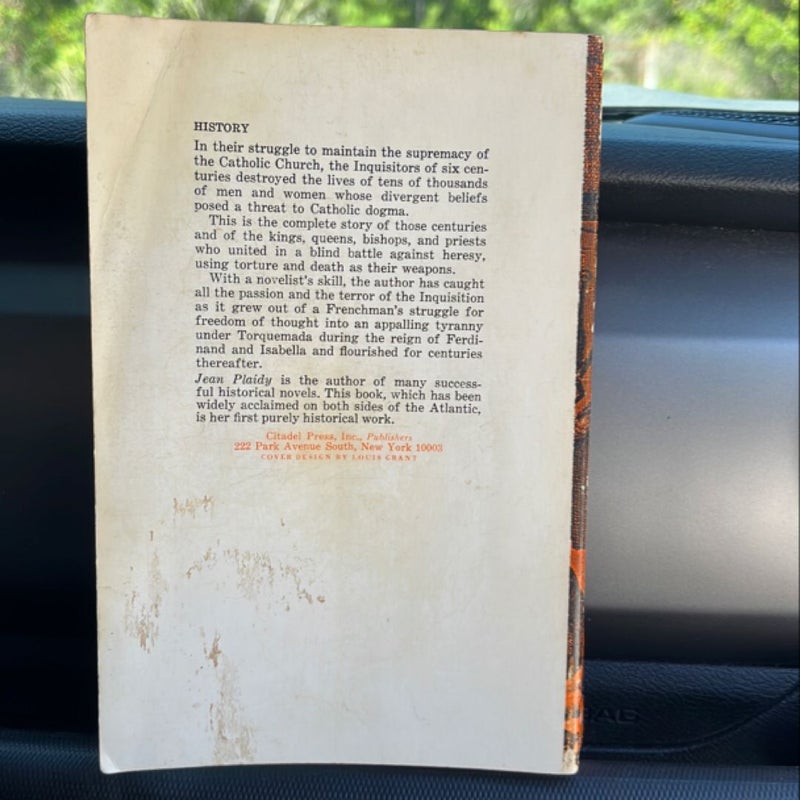 HISTORY
In their struggle to maintain the supremacy of
the Catholic Church, the Inquisitors of six cen-
turies destroyed the lives of tens of thousands
of men and women whose divergent beliefs
posed a threat to Catholic dogma.
This is the complete story of those centuries
and of the kings, queens, bishops, and priests
who united in a blind battle against heresy,
using torture and death as their weapons.
With a novelist's skill, the author has caught
all the passion and the terror of the Inquisition
as it grew out of a Frenchman's struggle for
freedom of thought into an appalling tyranny
under Torquemada during the reign of Ferdi-
nand and Isabella and flourished for centuries
thereafter.
Jean Plaidy is the author of many success-
ful historical novels. This book, which has been
widely acclaimed on both sides of the Atlantic,
is her first purely historical work.
Citadel Press, Inc., Publishers
222 Park Avenue South, New York 10003
COVER DESIGN BY LOUIS GRANT